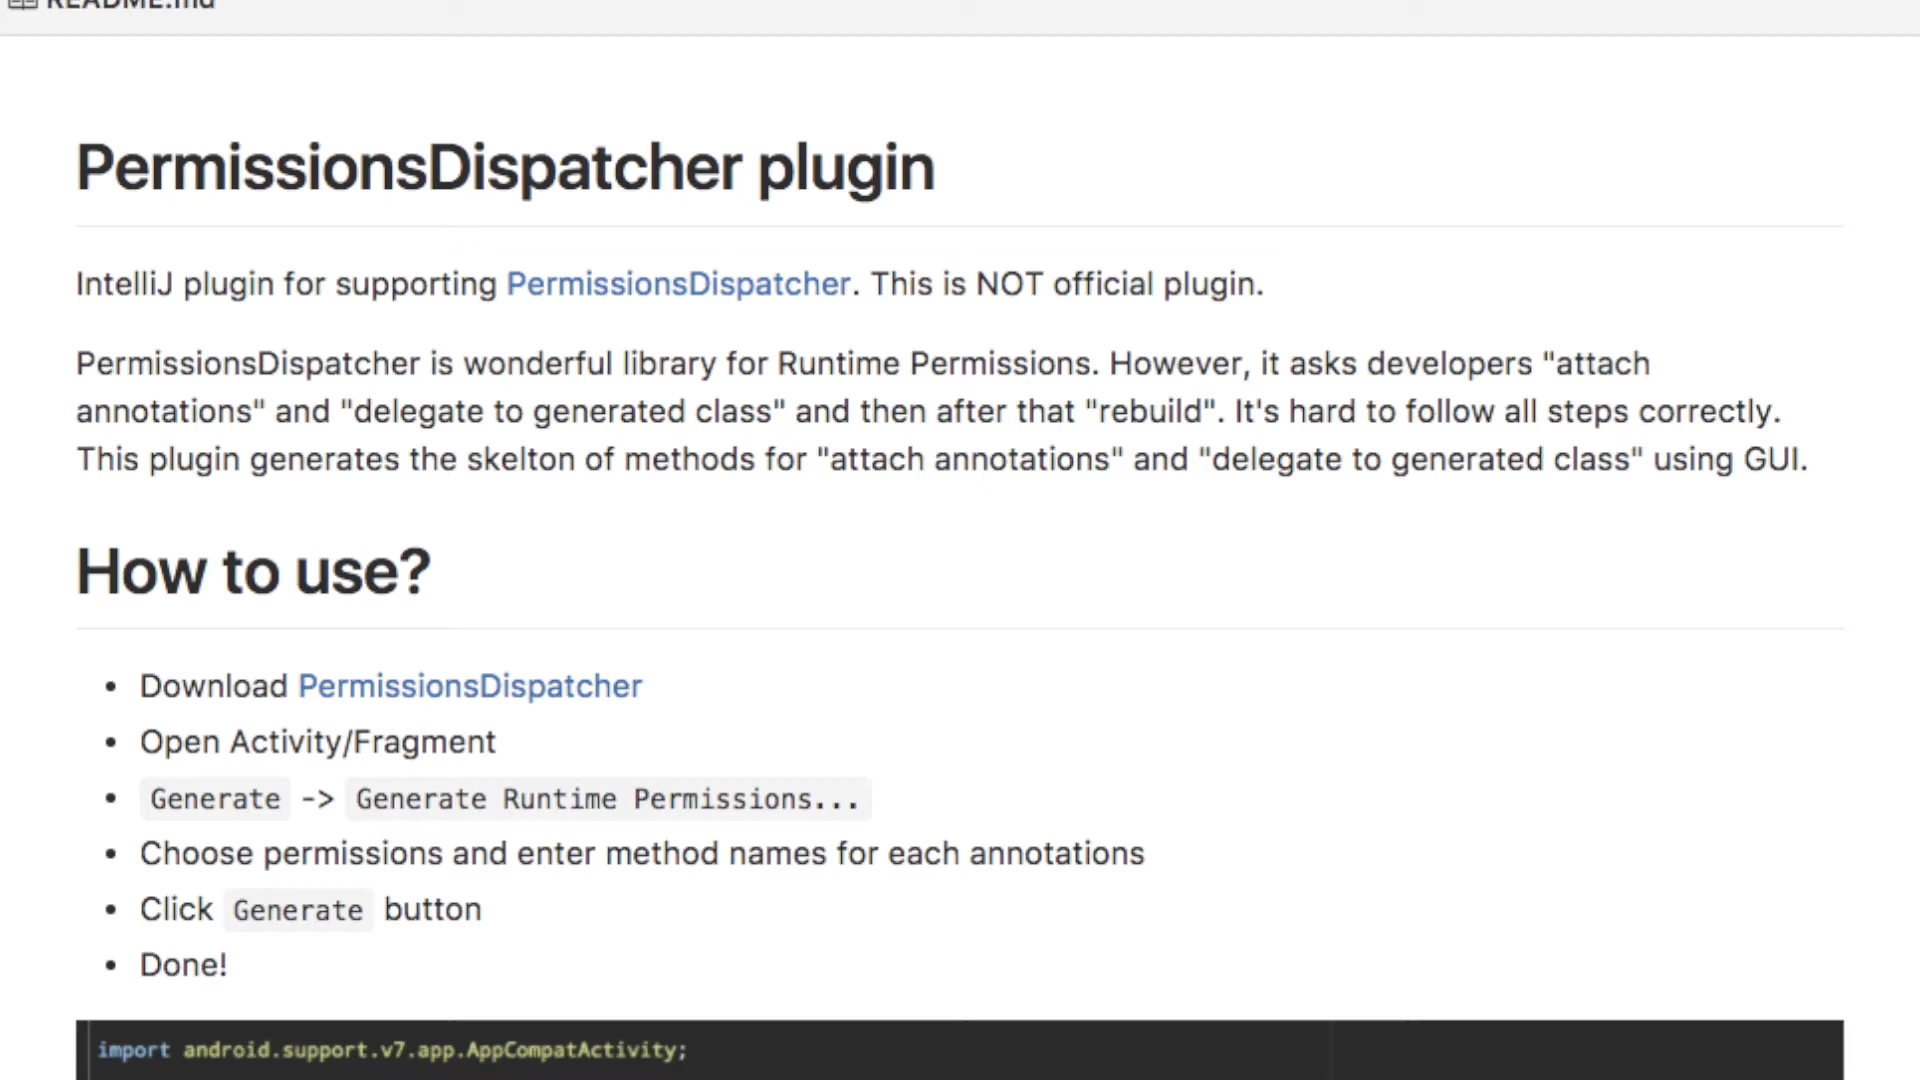 README.md
PermissionsDispatcher plugin
IntelliJ plugin for supporting PermissionsDispatcher. This is NOT official plugin.
PermissionsDispatcher is wonderful library for Runtime Permissions. However, it asks developers "attach
annotations" and "delegate to generated class" and then after that "rebuild". It's hard to follow all steps correctly.
This plugin generates the skelton of methods for "attach annotations" and "delegate to generated class" using GUI.
How to use?
• Download PermissionsDispatcher
• Open Activity/Fragment
• Generate -> Generate Runtime Permissions...
• Choose permissions and enter method names for each annotations
• Click Generate button
• Done!
import android.support.v7.app.AppCompatActivity;